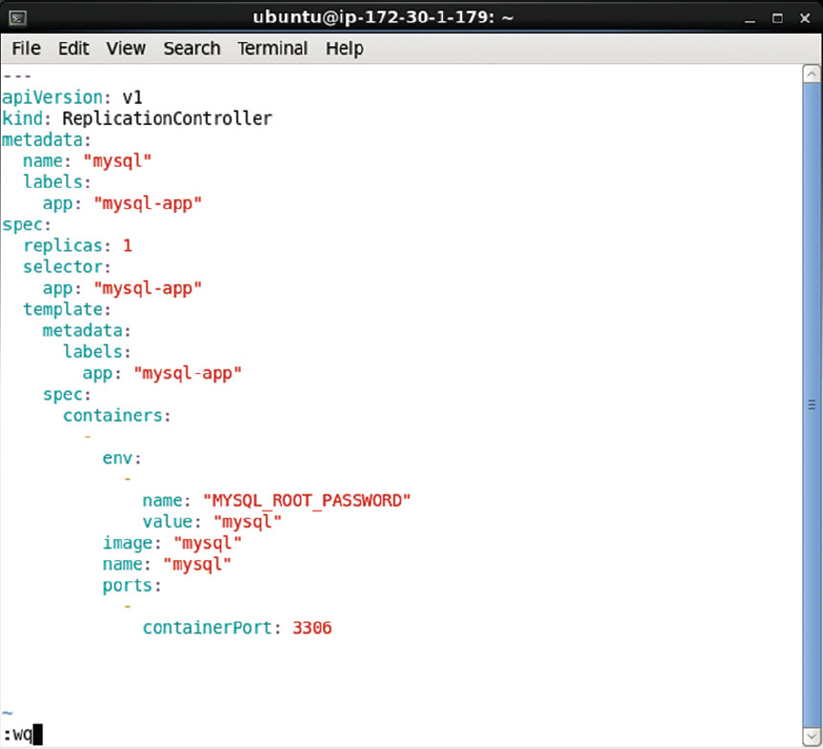 ubuntu@ip-172-30-1-179: ~
File Edit View Search Terminal Help
---
apiVersion: v1
kind: ReplicationController
metadata:
  name: "mysql"
  labels:
    app: "mysql-app"
spec:
  replicas: 1
  selector:
    app: "mysql-app"
  template:
    metadata:
      labels:
        app: "mysql-app"
    spec:
      containers:
        -
          env:
            -
              name: "MYSQL_ROOT_PASSWORD"
              value: "mysql"
          image: "mysql"
          name: "mysql"
          ports:
            -
              containerPort: 3306
~
:wq